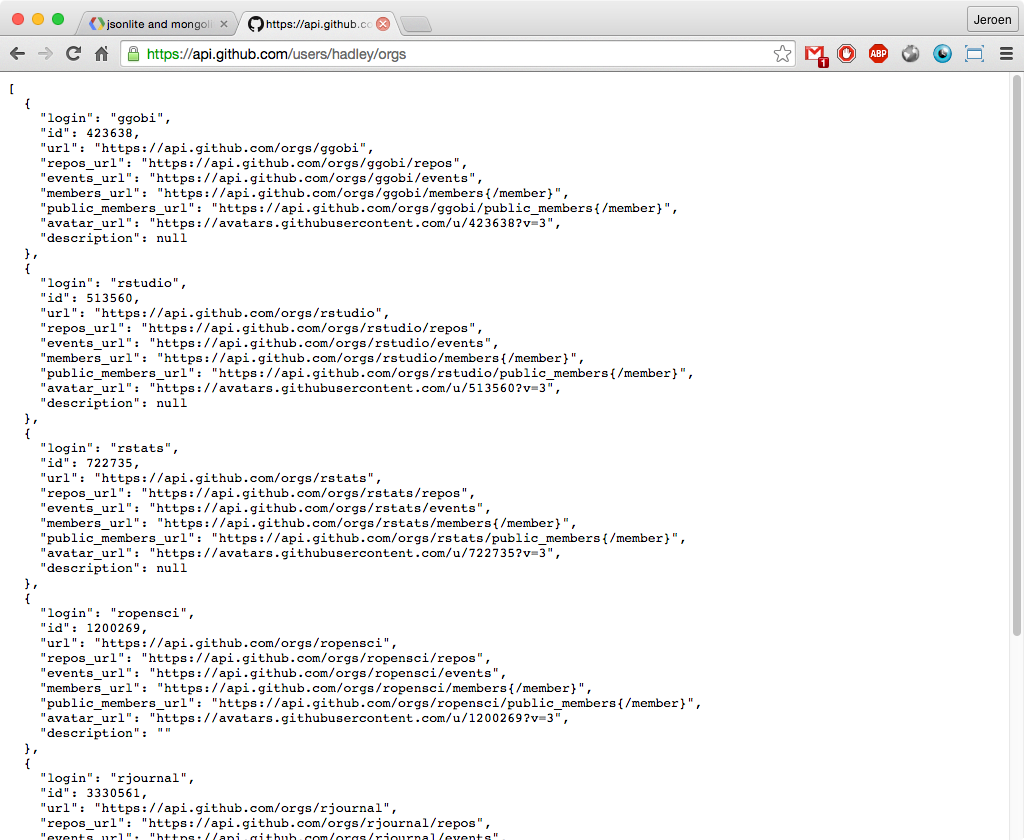 jsonlite and mongoli
https://api.github.co
Jeroen
https://api.github.com/users/hadley/orgs
1
ABP
[
  {
    "login": "ggobi",
    "id": 423638,
    "url": "https://api.github.com/orgs/ggobi",
    "repos_url": "https://api.github.com/orgs/ggobi/repos",
    "events_url": "https://api.github.com/orgs/ggobi/events",
    "members_url": "https://api.github.com/orgs/ggobi/members{/member}",
    "public_members_url": "https://api.github.com/orgs/ggobi/public_members{/member}",
    "avatar_url": "https://avatars.githubusercontent.com/u/423638?v=3",
    "description": null
  },
  {
    "login": "rstudio",
    "id": 513560,
    "url": "https://api.github.com/orgs/rstudio",
    "repos_url": "https://api.github.com/orgs/rstudio/repos",
    "events_url": "https://api.github.com/orgs/rstudio/events",
    "members_url": "https://api.github.com/orgs/rstudio/members{/member}",
    "public_members_url": "https://api.github.com/orgs/rstudio/public_members{/member}",
    "avatar_url": "https://avatars.githubusercontent.com/u/513560?v=3",
    "description": null
  },
  {
    "login": "rstats",
    "id": 722735,
    "url": "https://api.github.com/orgs/rstats",
    "repos_url": "https://api.github.com/orgs/rstats/repos",
    "events_url": "https://api.github.com/orgs/rstats/events",
    "members_url": "https://api.github.com/orgs/rstats/members{/member}",
    "public_members_url": "https://api.github.com/orgs/rstats/public_members{/member}",
    "avatar_url": "https://avatars.githubusercontent.com/u/722735?v=3",
    "description": null
  },
  {
    "login": "ropensci",
    "id": 1200269,
    "url": "https://api.github.com/orgs/ropensci",
    "repos_url": "https://api.github.com/orgs/ropensci/repos",
    "events_url": "https://api.github.com/orgs/ropensci/events",
    "members_url": "https://api.github.com/orgs/ropensci/members{/member}",
    "public_members_url": "https://api.github.com/orgs/ropensci/public_members{/member}",
    "avatar_url": "https://avatars.githubusercontent.com/u/1200269?v=3",
    "description": ""
  },
  {
    "login": "rjournal",
    "id": 3330561,
    "url": "https://api.github.com/orgs/rjournal",
    "repos_url": "https://api.github.com/orgs/rjournal/repos",
    "events_url": "https://api.github.com/orgs/rjournal/events",